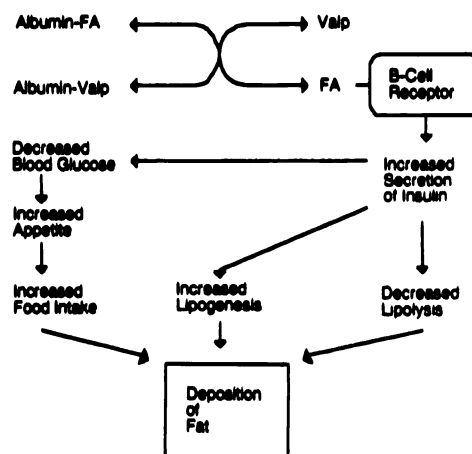 Albumin-FA
Valp
Albumin-Valp
FA
B-Cell
Receptor
Decreased
Blood Glucose
Increased
Secretion
of Insulin
Increased
Appetite
Increased
Food Intake
Increased
Lipogenesis
Decreased
Lipolysis
Deposition
of
Fat